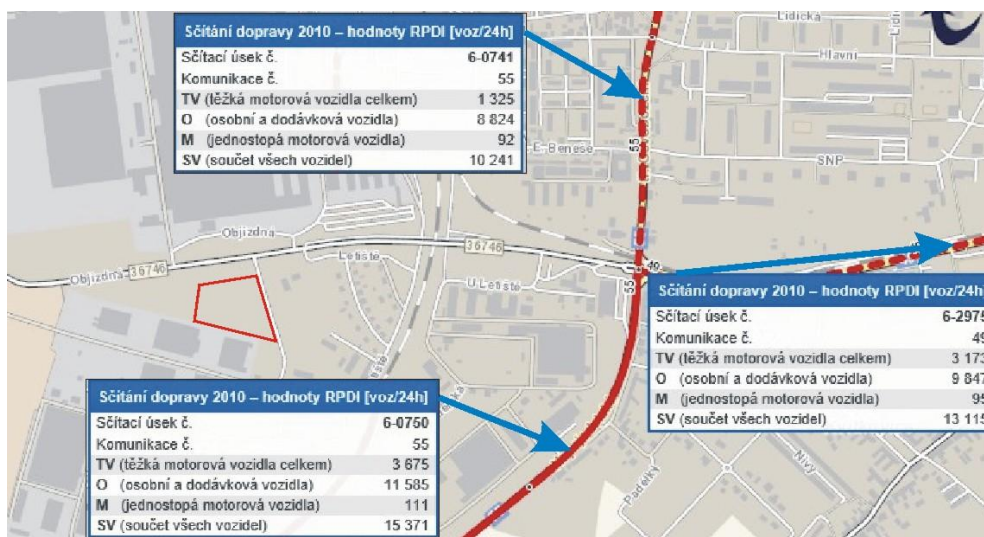 Sčítání dopravy 2010 – hodnoty RPDI [voz/24h]
Sčítací úsek č. 6-0741
Komunikace č. 55
TV (těžká motorová vozidla celkem) 1 325
O (osobní a dodávková vozidla) 8 824
M (jednostopá motorová vozidla) 92
SV (součet všech vozidel) 10 241
Lidická
Lidi
Hlavní
E. Beneše
55
SNP
Objízdná
36746
Letiště
Objízdná 36746
U Letiště
49
55
Sčítání dopravy 2010 – hodnoty RPDI [voz/24h]
Sčítací úsek č. 6-2975
Komunikace č. 49
TV (těžká motorová vozidla celkem) 3 173
O (osobní a dodávková vozidla) 9 847
M (jednostopá motorová vozidla) 95
SV (součet všech vozidel) 13 115
Sčítání dopravy 2010 – hodnoty RPDI [voz/24h]
Sčítací úsek č. 6-0750
Komunikace č. 55
TV (těžká motorová vozidla celkem) 3 675
O (osobní a dodávková vozidla) 11 585
M (jednostopá motorová vozidla) 111
SV (součet všech vozidel) 15 371
Padělky
Nivy